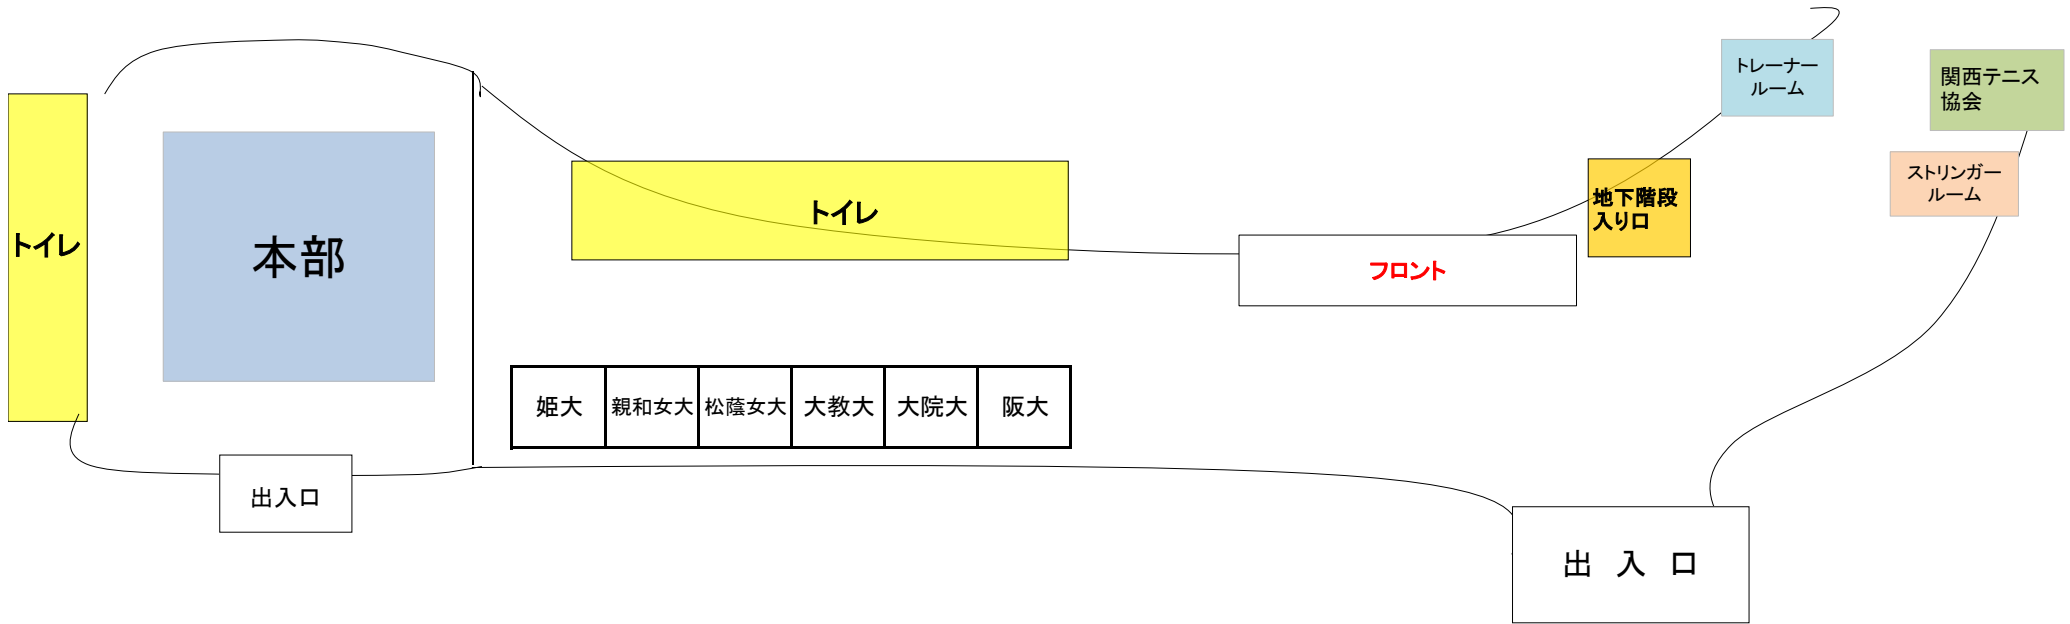 トレーナー
ルーム
関西テニス
協会
ストリンガー
ルーム
地下階段
入り口
トイレ
トイレ
本部
フロント
姫大
親和女大
松蔭女大
大教大
大院大
阪大
出入口
出　入　口